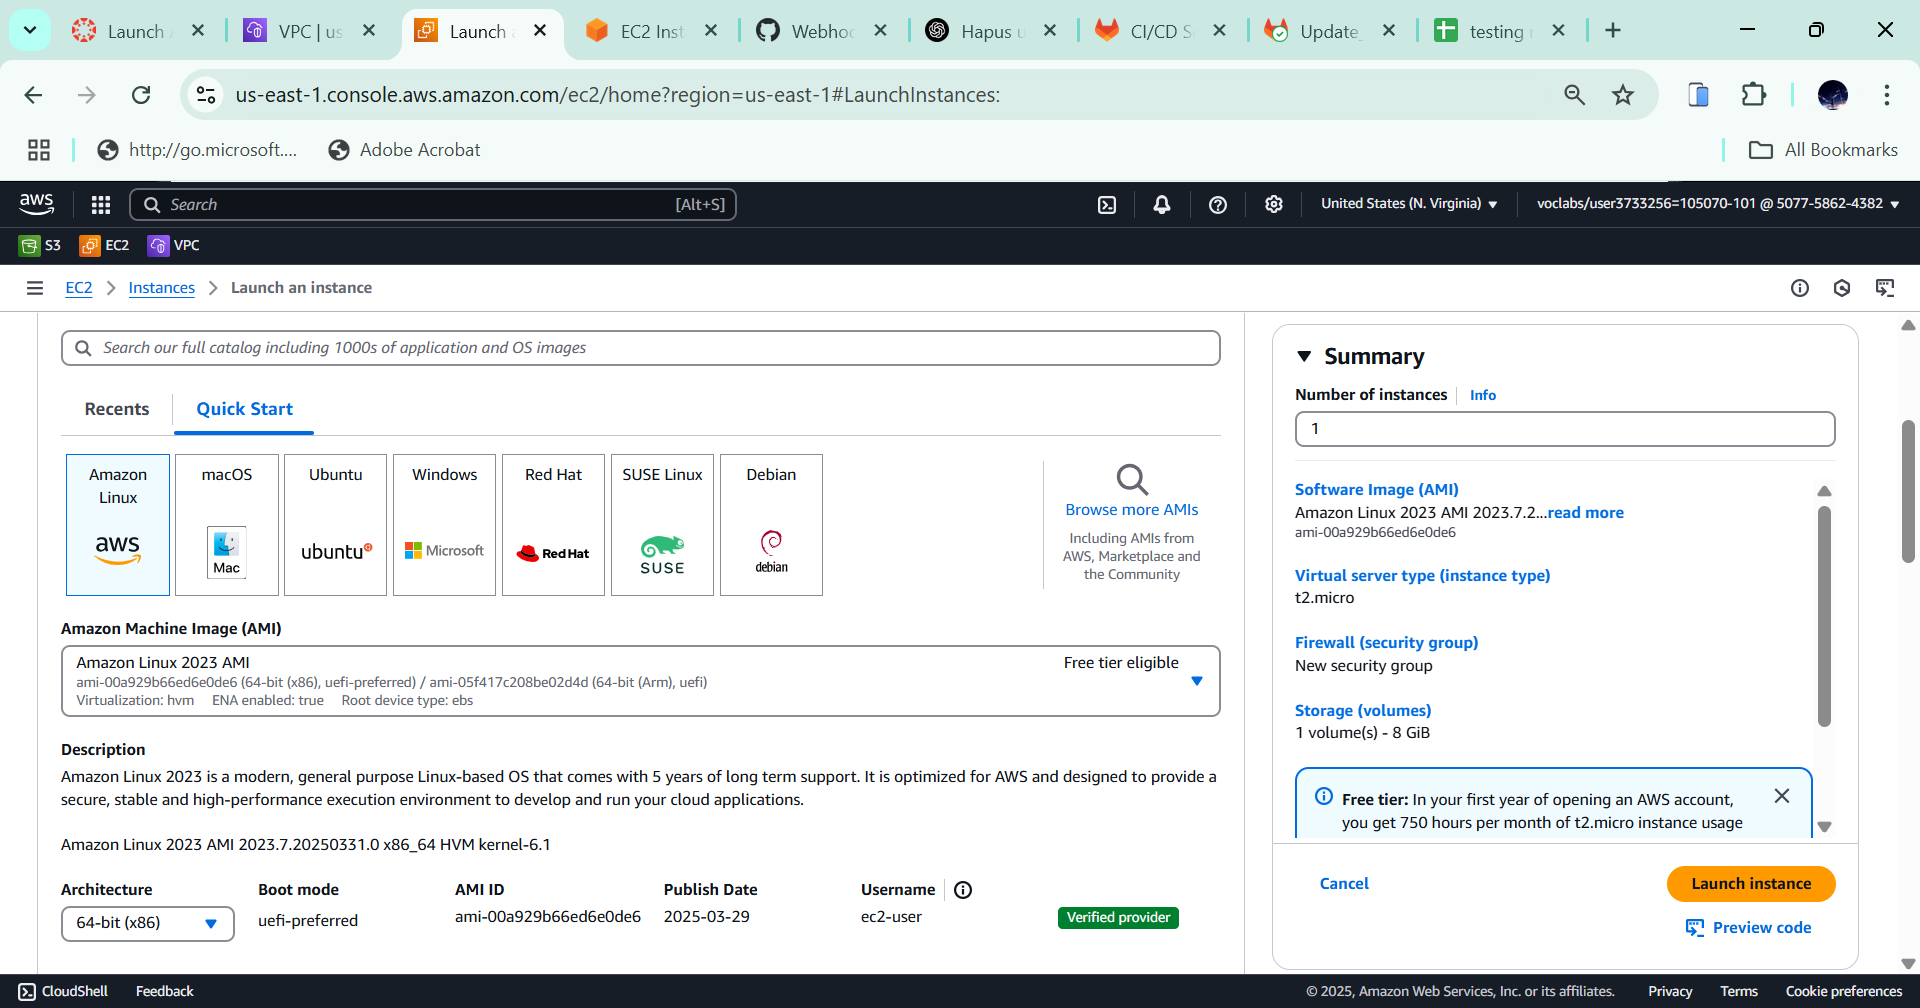 Launch
VPC | us
Launch a
EC2 Inst
Webhoo
Hapus u
CI/CD S
Update_
testing
us-east-1.console.aws.amazon.com/ec2/home?region=us-east-1#LaunchInstances:
http://go.microsoft....
Adobe Acrobat
All Bookmarks
aws
Search
[Alt+S]
United States (N. Virginia)
voclabs/user3733256=105070-101 @ 5077-5862-4382
S3
EC2
VPC
EC2
Instances
Launch an instance
Search our full catalog including 1000s of application and OS images
Recents
Quick Start
Amazon
Linux
aws
macOS
Mac
Ubuntu
ubuntu
Windows
Microsoft
Red Hat
Red Hat
SUSE Linux
SUSE
Debian
debian
Browse more AMIs
Including AMIs from
AWS, Marketplace and
the Community
Amazon Machine Image (AMI)
Amazon Linux 2023 AMI
Free tier eligible
ami-00a929b66ed6e0de6 (64-bit (x86), uefi-preferred) / ami-05f417c208be02d4d (64-bit (Arm), uefi)
Virtualization: hvm ENA enabled: true Root device type: ebs
Description
Amazon Linux 2023 is a modern, general purpose Linux-based OS that comes with 5 years of long term support. It is optimized for AWS and designed to provide a
secure, stable and high-performance execution environment to develop and run your cloud applications.
Amazon Linux 2023 AMI 2023.7.20250331.0 x86_64 HVM kernel-6.1
Architecture
64-bit (x86)
Boot mode
uefi-preferred
AMI ID
ami-00a929b66ed6e0de6
Publish Date
2025-03-29
Username
ec2-user
Verified provider
Summary
Number of instances
Info
1
Software Image (AMI)
Amazon Linux 2023 AMI 2023.7.2...read more
ami-00a929b66ed6e0de6
Virtual server type (instance type)
t2.micro
Firewall (security group)
New security group
Storage (volumes)
1 volume(s) - 8 GiB
Free tier: In your first year of opening an AWS account,
you get 750 hours per month of t2.micro instance usage
Cancel
Launch instance
Preview code
CloudShell
Feedback
© 2025, Amazon Web Services, Inc. or its affiliates.
Privacy
Terms
Cookie preferences